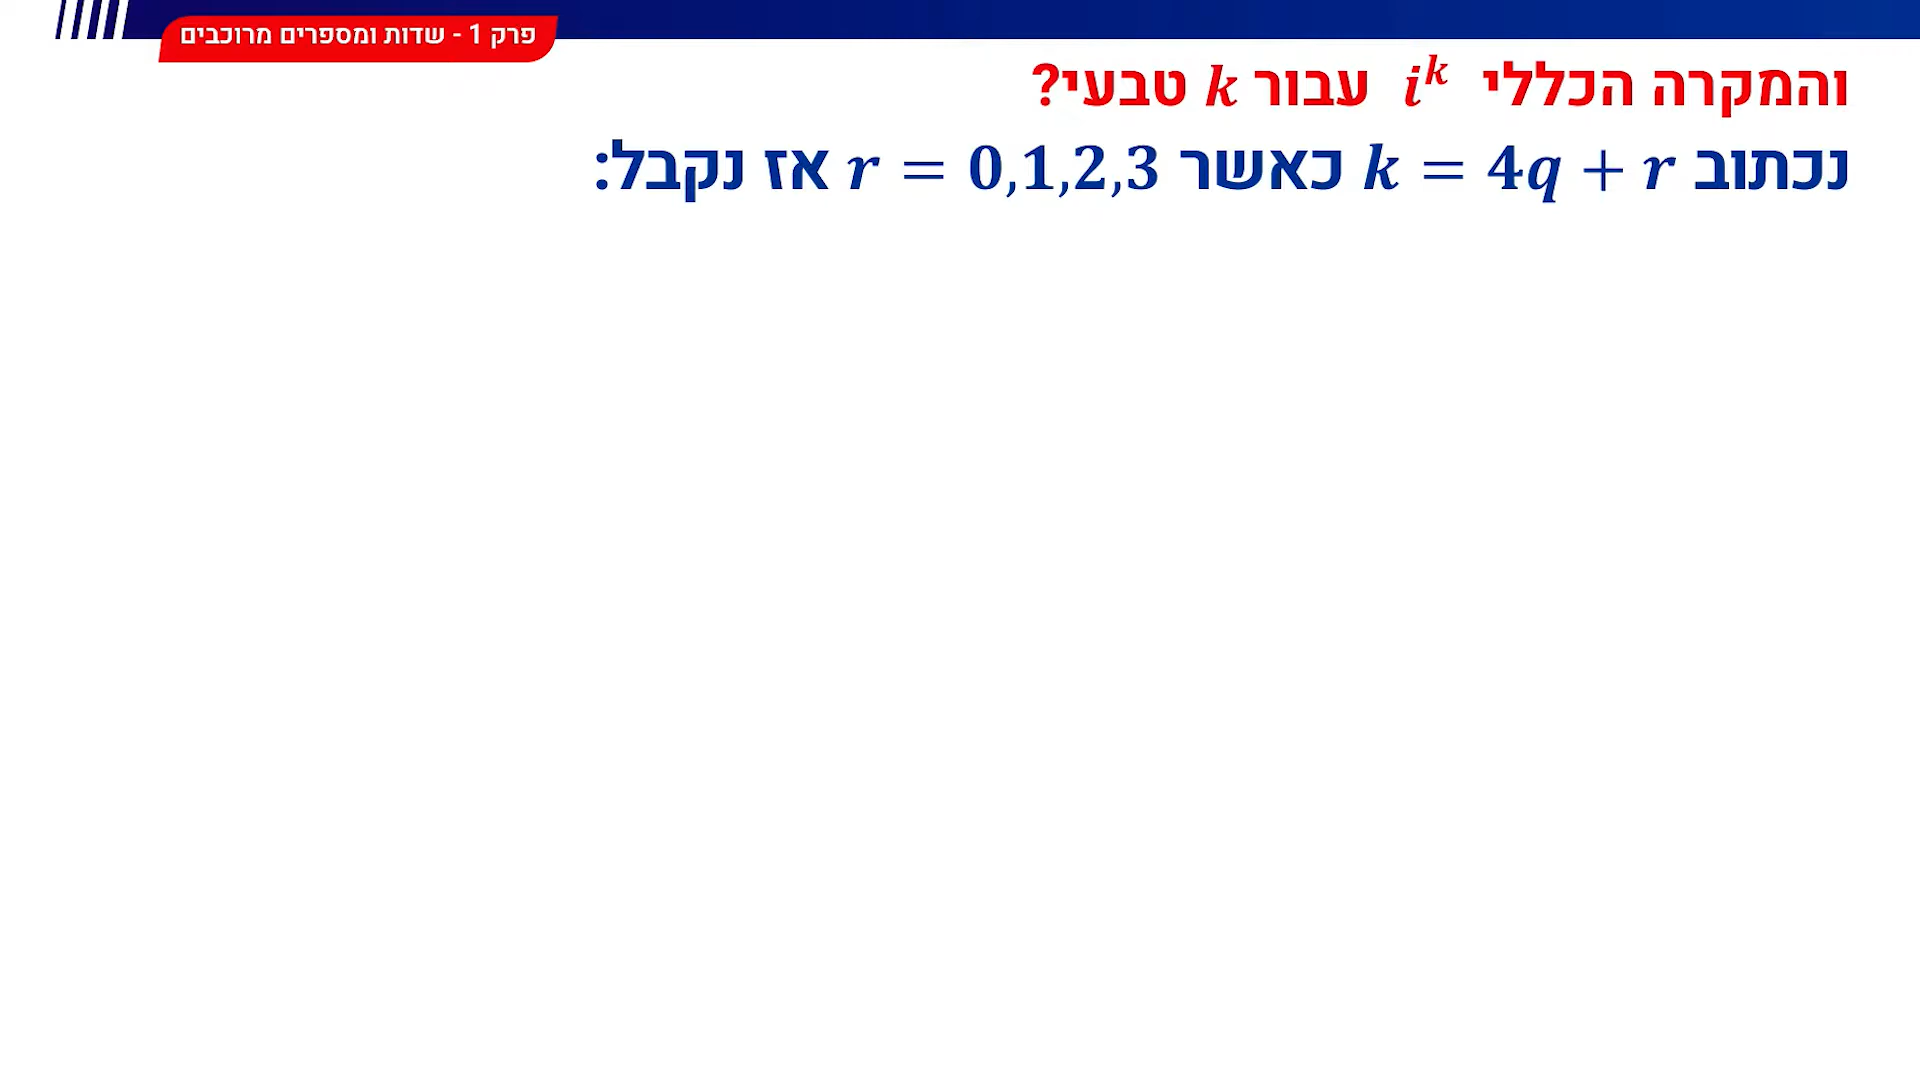 פרק 1 - שדות ומספרים מרוכבים
והמקרה הכללי i^k עבור k טבעי?
נכתוב k = 4q + r כאשר r = 0,1,2,3 אז נקבל: